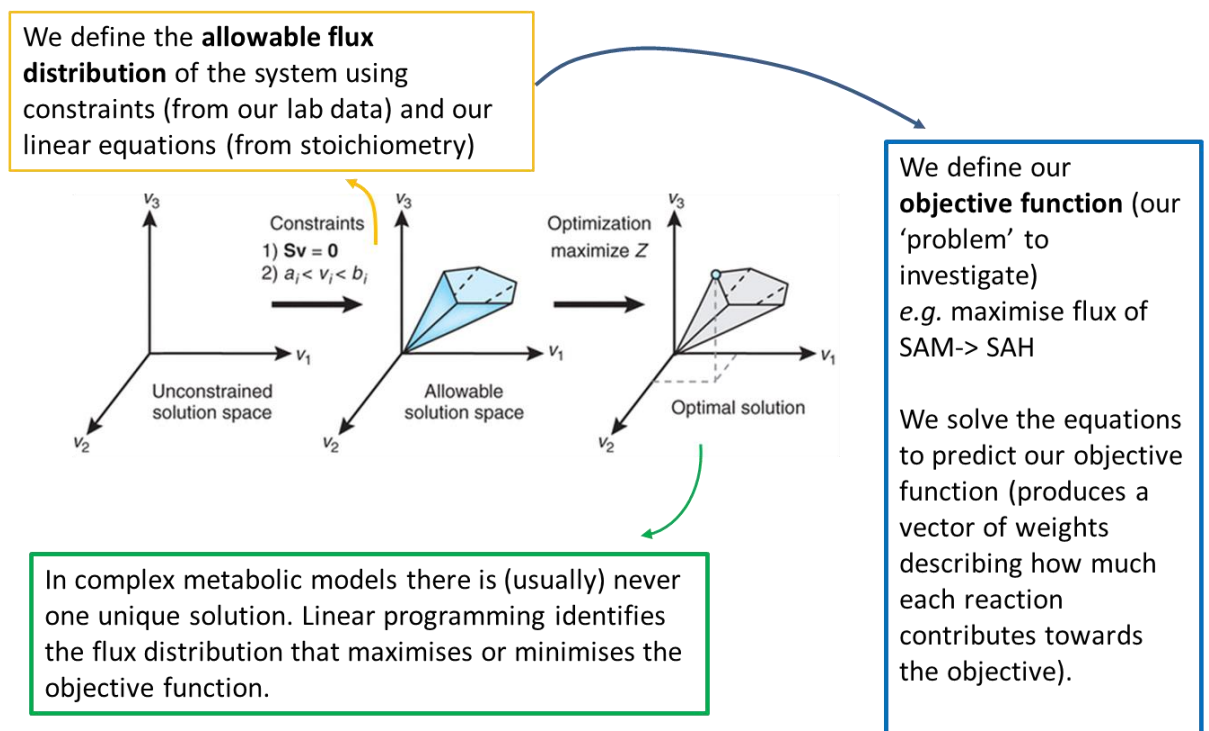 We define the allowable flux
distribution of the system using
constraints (from our lab data) and our
linear equations (from stoichiometry)
We define our
objective function (our
‘problem’ to
investigate)
e.g. maximise flux of
SAM-> SAH
We solve the equations
to predict our objective
function (produces a
vector of weights
describing how much
each reaction
contributes towards
the objective).
v3
v1
v2
Unconstrained
solution space
Constraints
1) Sv = 0
2) ai< vi< bi
v3
v1
v2
Allowable
solution space
Optimization
maximize Z
v3
v1
v2
Optimal solution
In complex metabolic models there is (usually) never
one unique solution. Linear programming identifies
the flux distribution that maximises or minimises the
objective function.